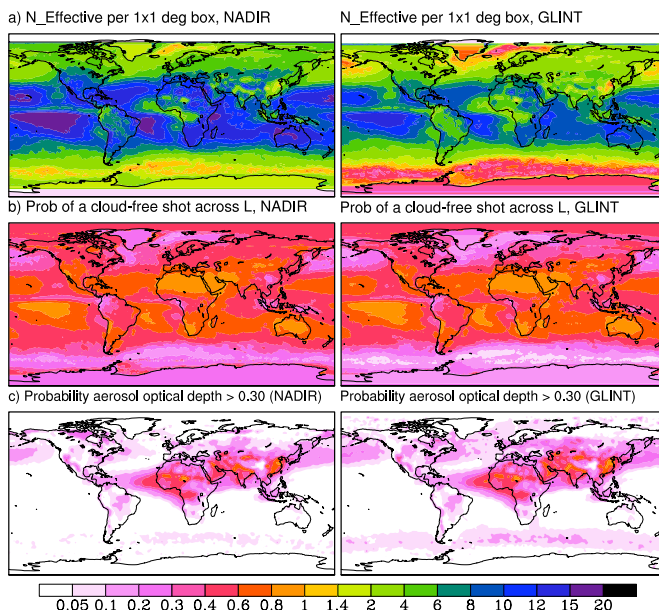 a) N_Effective per 1x1 deg box, NADIR
N_Effective per 1x1 deg box, GLINT
b) Prob of a cloud-free shot across L, NADIR
Prob of a cloud-free shot across L, GLINT
c) Probability aerosol optical depth > 0.30 (NADIR)
Probability aerosol optical depth > 0.30 (GLINT)
0.05 0.1 0.2 0.3 0.4 0.6 0.8 1 1.4 2 4 6 8 10 12 15 20